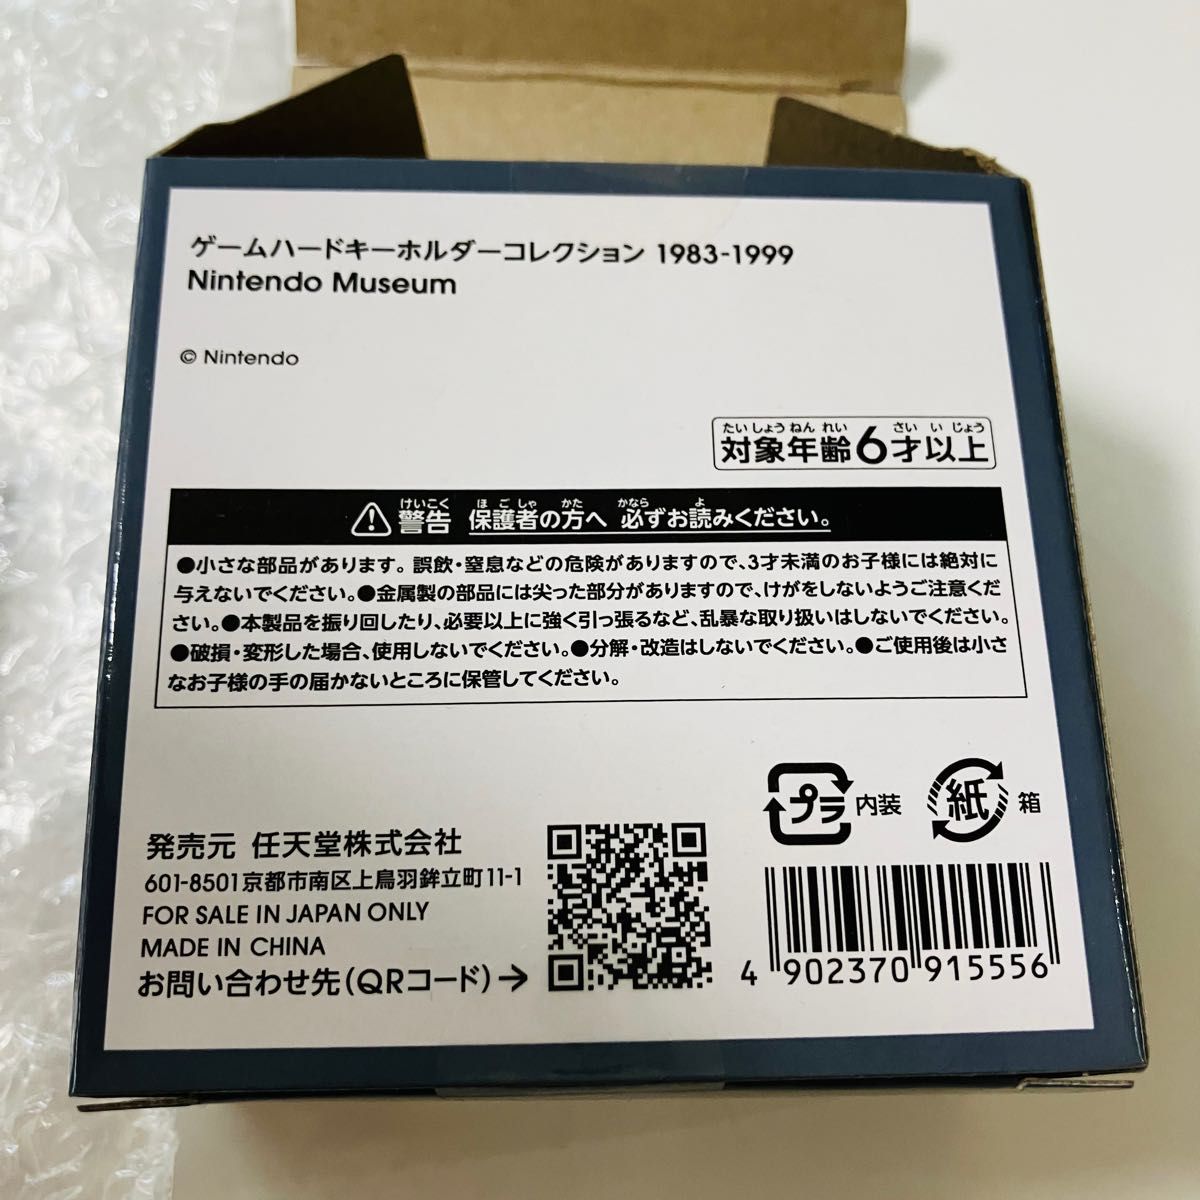 ゲームハードキーホルダーコレクション 1983-1999
Nintendo Museum
© Nintendo
たいしょうねんれい さいいじょう
対象年齢6才以上
けいこく ほごしゃ かた かなら よ
警告 保護者の方へ 必ずお読みください。
●小さな部品があります。誤飲・窒息などの危険がありますので、3才未満のお子様には絶対に
与えないでください。●金属製の部品には尖った部分がありますので、けがをしないようご注意くだ
さい。●本製品を振り回したり、必要以上に強く引っ張るなど、乱暴な取り扱いはしないでください。
●破損・変形した場合、使用しないでください。●分解・改造はしないでください。●ご使用後は小さ
なお子様の手の届かないところに保管してください。
プラ 内装 紙 箱
発売元 任天堂株式会社
601-8501京都市南区上鳥羽鉾立町11-1
FOR SALE IN JAPAN ONLY
MADE IN CHINA
お問い合わせ先(QRコード)→
4 902370 915556